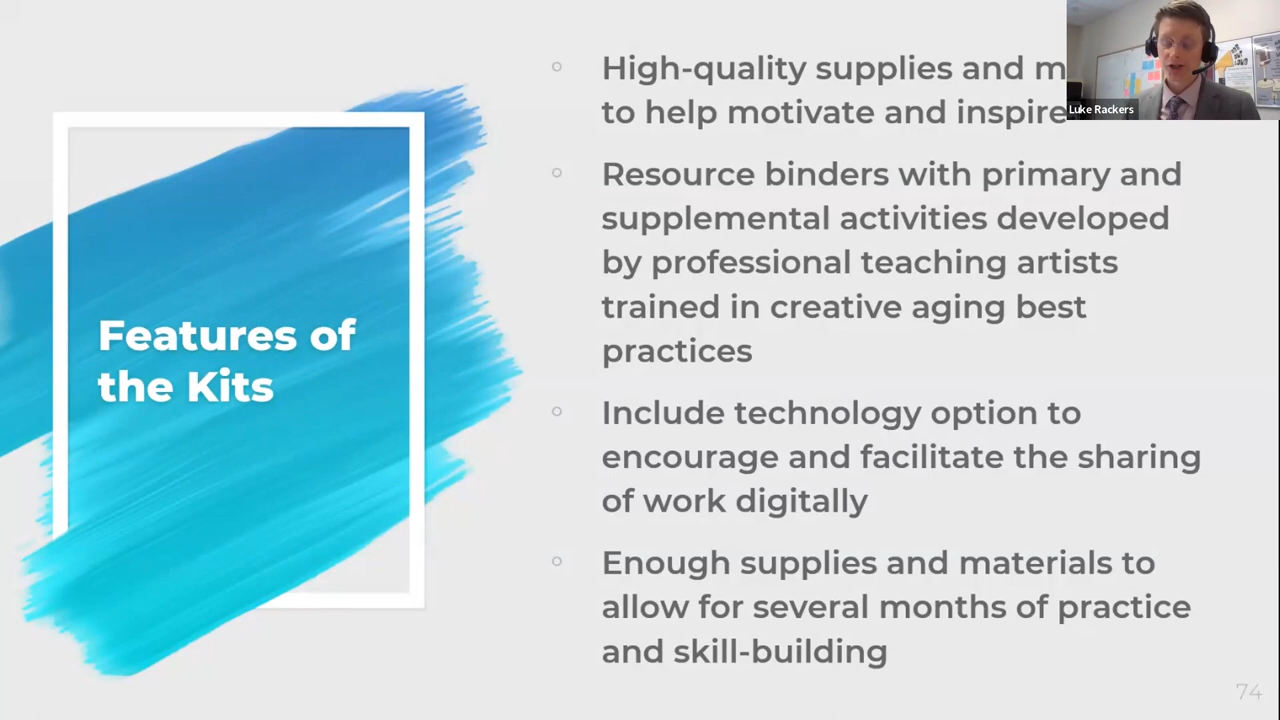 Features of
the Kits
High-quality supplies and
to help motivate and inspire
Resource binders with primary and
supplemental activities developed
by professional teaching artists
trained in creative aging best
practices
Include technology option to
encourage and facilitate the sharing
of work digitally
Enough supplies and materials to
allow for several months of practice
and skill-building
Luke Rackers
74